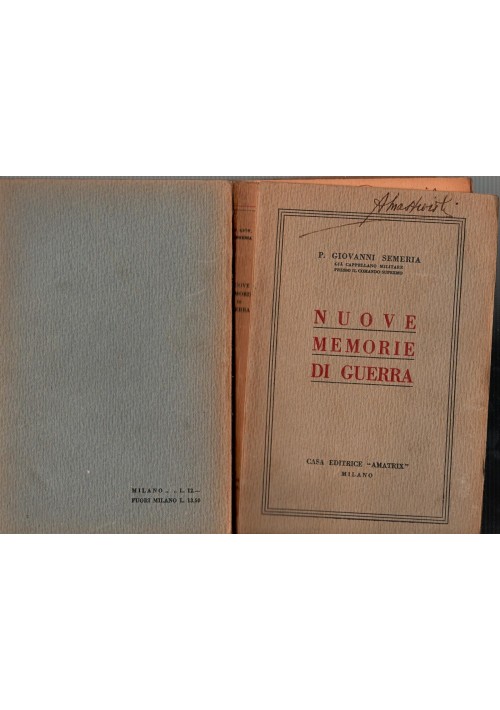 MILANO . . L. 12.—
FUORI MILANO L. 13.50
P. GIOVANNI SEMERIA
GIÀ CAPPELLANO MILITARE
PRESSO IL COMANDO SUPREMO
NUOVE
MEMORIE
DI GUERRA
CASA EDITRICE "AMATRIX"
MILANO